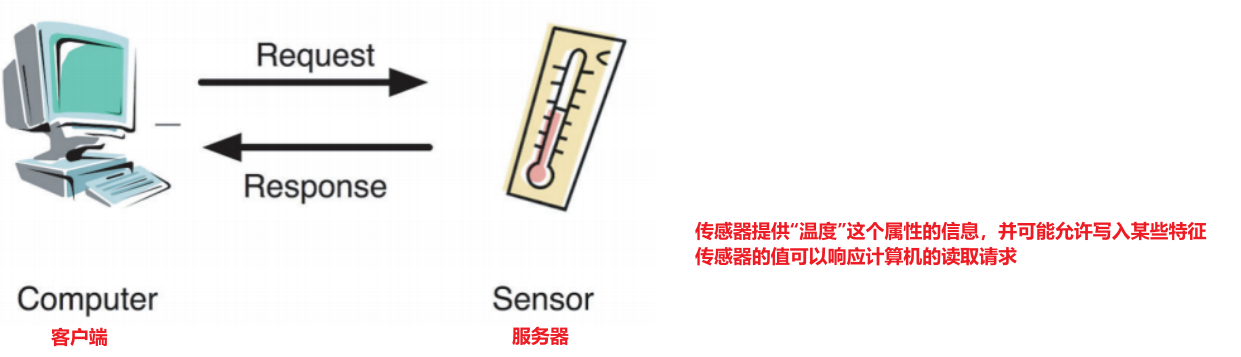 Request
Response
传感器提供“温度”这个属性的信息，并可能允许写入某些特征
传感器的值可以响应计算机的读取请求
Computer
Sensor
客户端
服务器